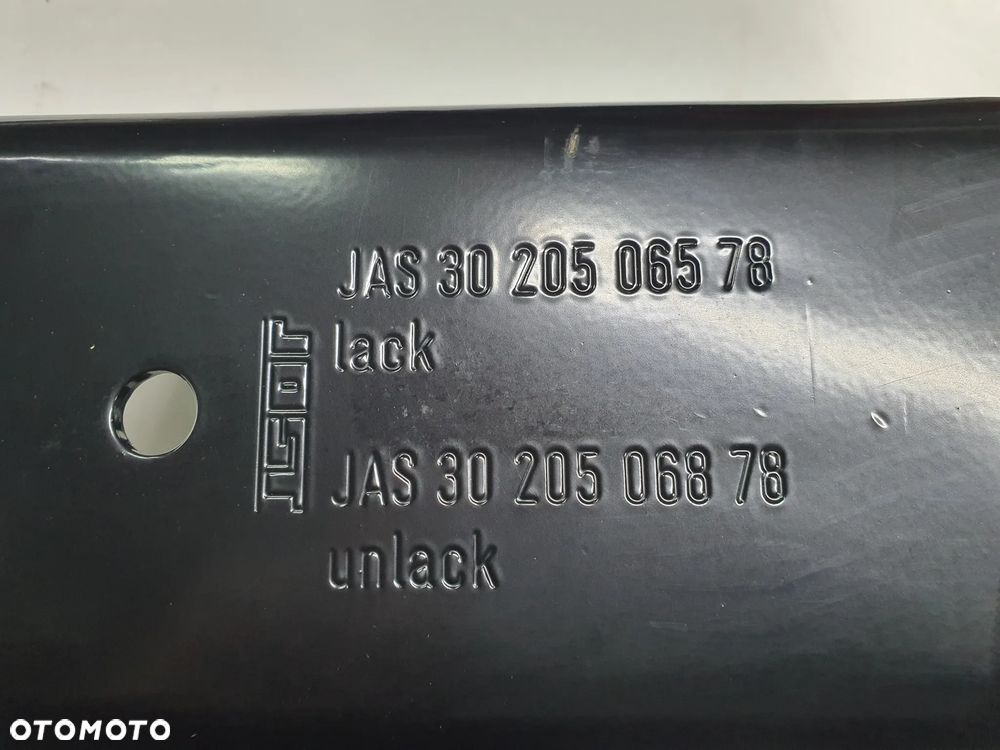 JAS 30 205 065 78
lack
JAS 30 205 068 78
unlack
OTOMOTO